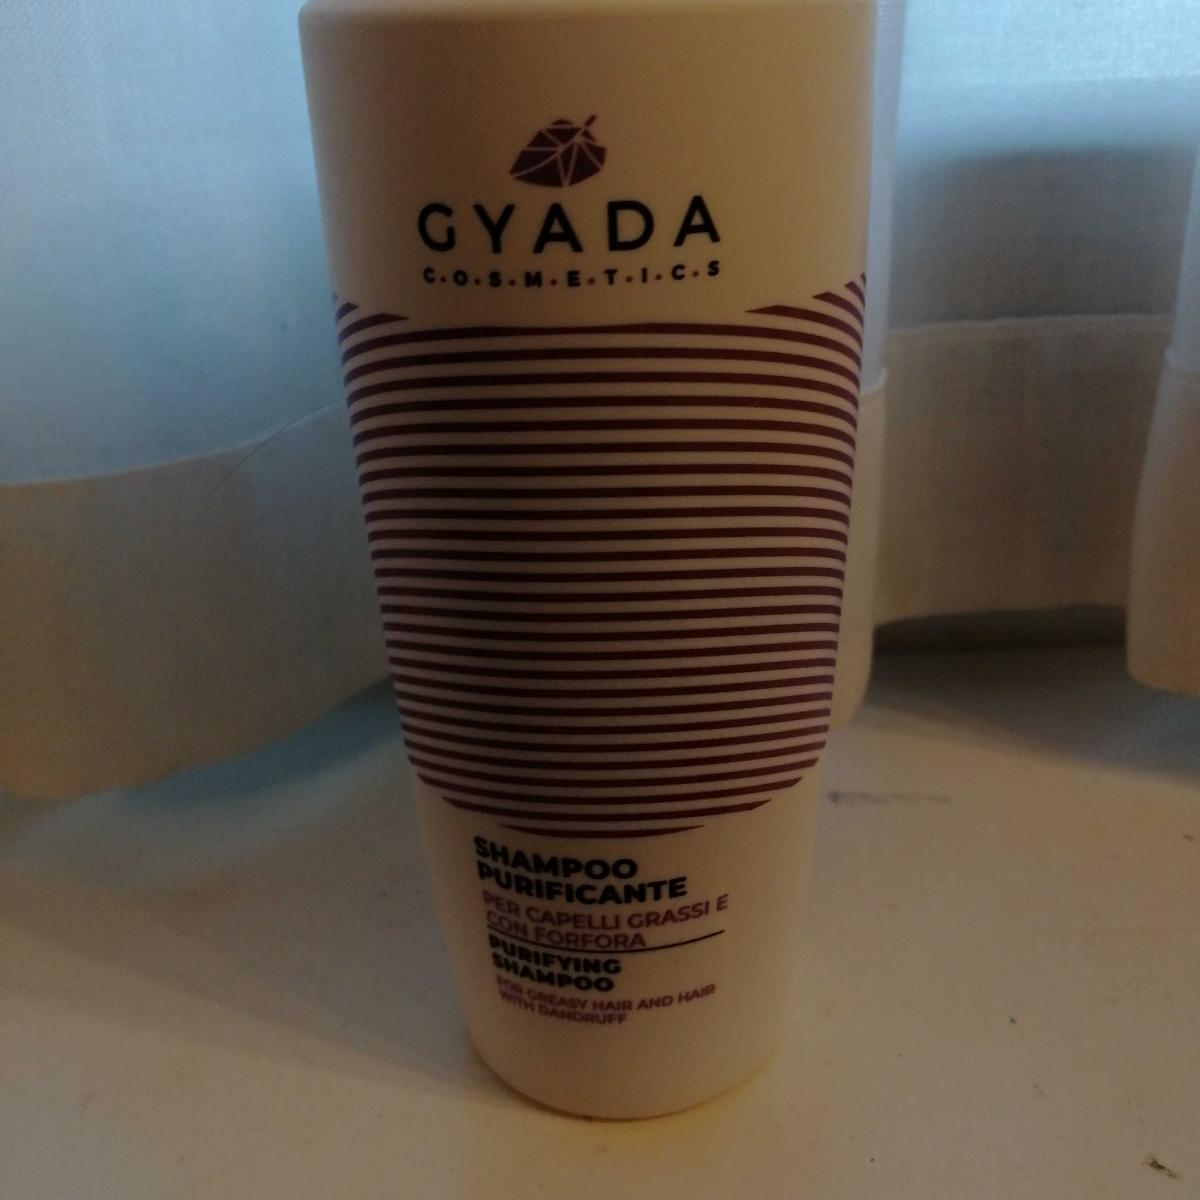 GYADA
C.O.S.M.E.T.I.C.S
SHAMPOO
PURIFICANTE
PER CAPELLI GRASSI E
CON FORFORA
PURIFYING
SHAMPOO
FOR GREASY HAIR AND HAIR
WITH DANDRUFF